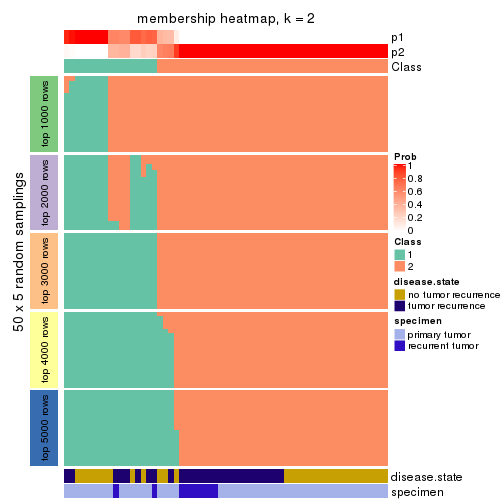 membership heatmap, k = 2
p1
p2
Class
50 x 5 random samplings
top 1000 rows
top 2000 rows
top 3000 rows
top 4000 rows
top 5000 rows
Prob
1
0.8
0.6
0.4
0.2
0
Class
1
2
disease.state
no tumor recurrence
tumor recurrence
specimen
primary tumor
recurrent tumor
disease.state
specimen